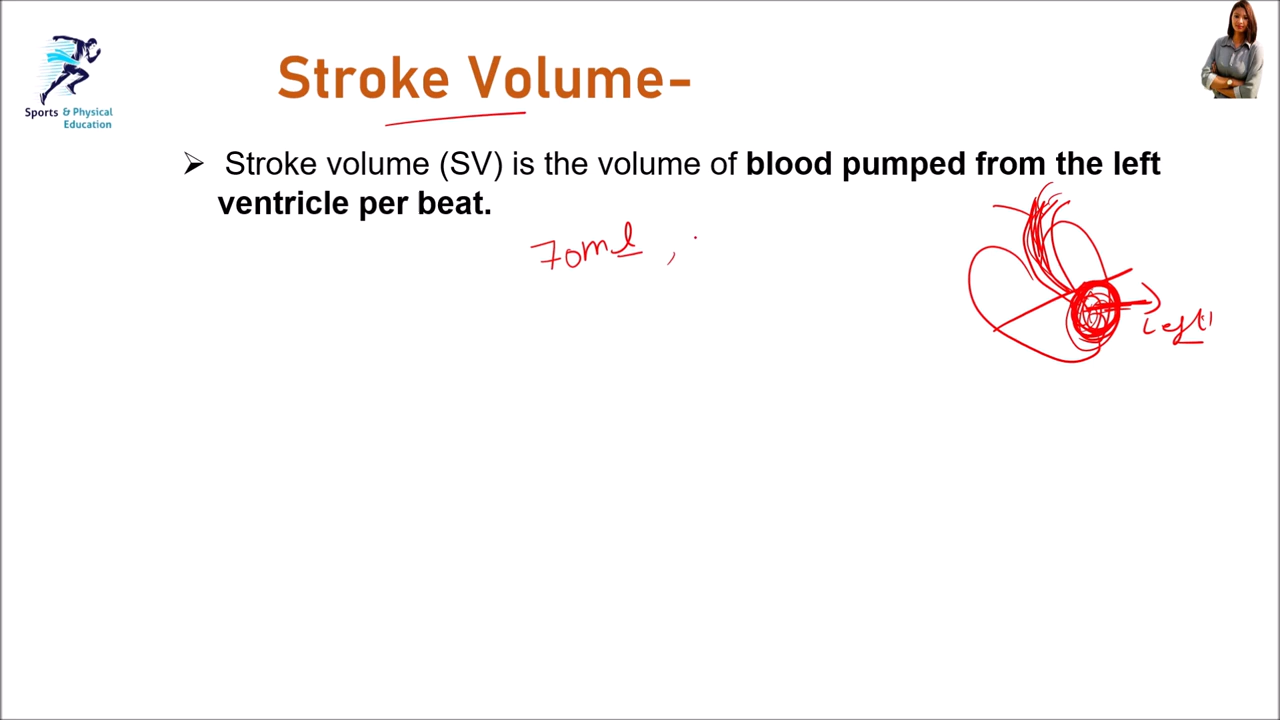 Sports & Physical
Education
Stroke Volume-
➢ Stroke volume (SV) is the volume of blood pumped from the left
ventricle per beat.
70ml ,
Left